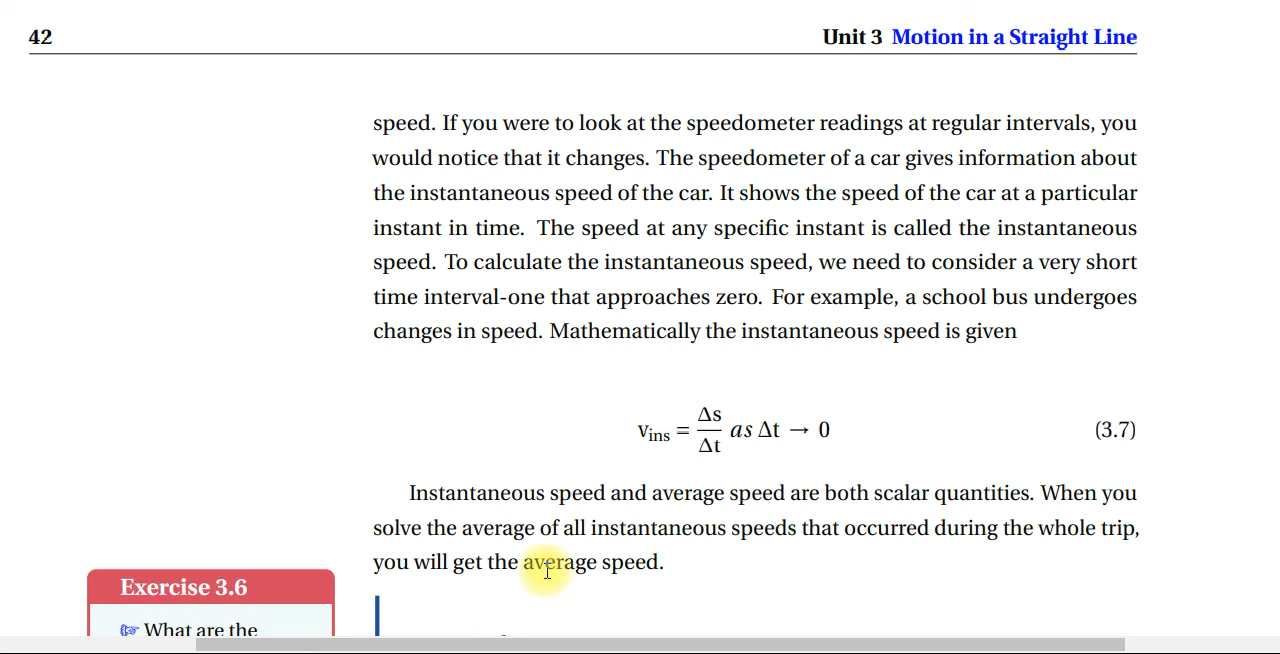 42
Unit 3 Motion in a Straight Line
speed. If you were to look at the speedometer readings at regular intervals, you
would notice that it changes. The speedometer of a car gives information about
the instantaneous speed of the car. It shows the speed of the car at a particular
instant in time. The speed at any specific instant is called the instantaneous
speed. To calculate the instantaneous speed, we need to consider a very short
time interval-one that approaches zero. For example, a school bus undergoes
changes in speed. Mathematically the instantaneous speed is given
v_ins = Δs/Δt as Δt → 0 (3.7)
Instantaneous speed and average speed are both scalar quantities. When you
solve the average of all instantaneous speeds that occurred during the whole trip,
you will get the average speed.
Exercise 3.6
☞ What are the